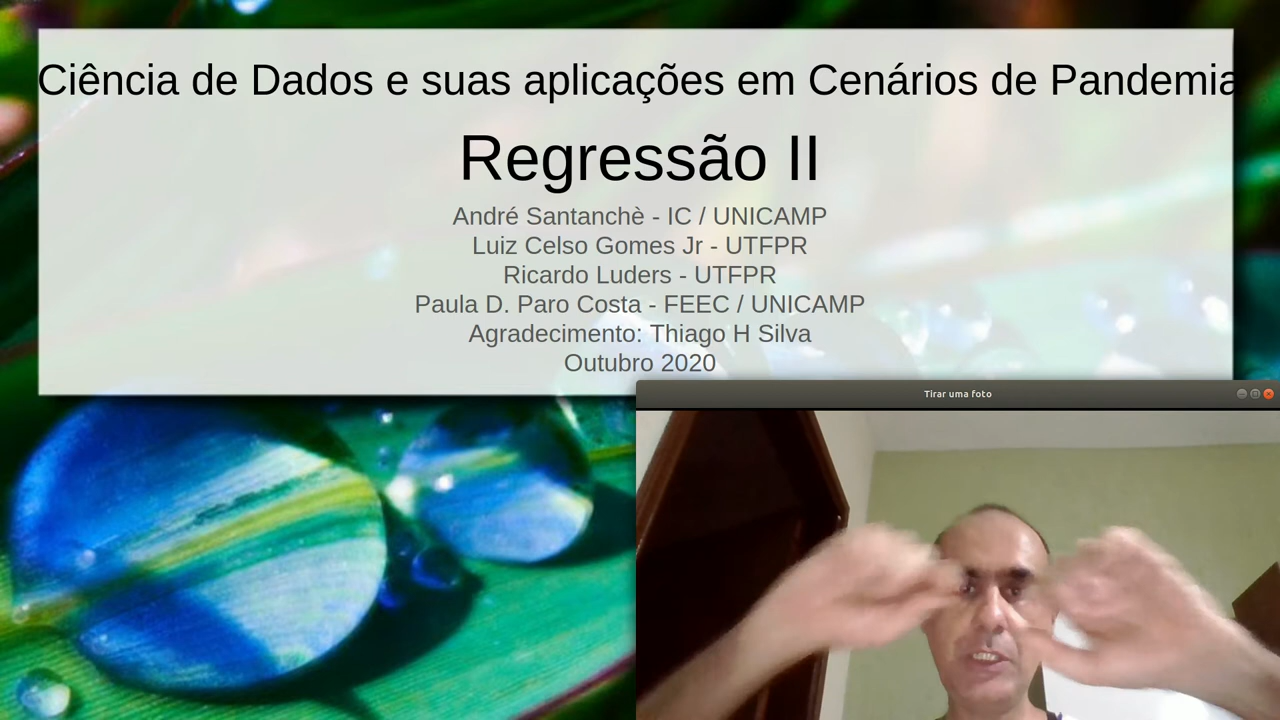 Ciência de Dados e suas aplicações em Cenários de Pandemia
Regressão II
André Santanchè - IC / UNICAMP
Luiz Celso Gomes Jr - UTFPR
Ricardo Luders - UTFPR
Paula D. Paro Costa - FEEC / UNICAMP
Agradecimento: Thiago H Silva
Outubro 2020
Tirar uma foto